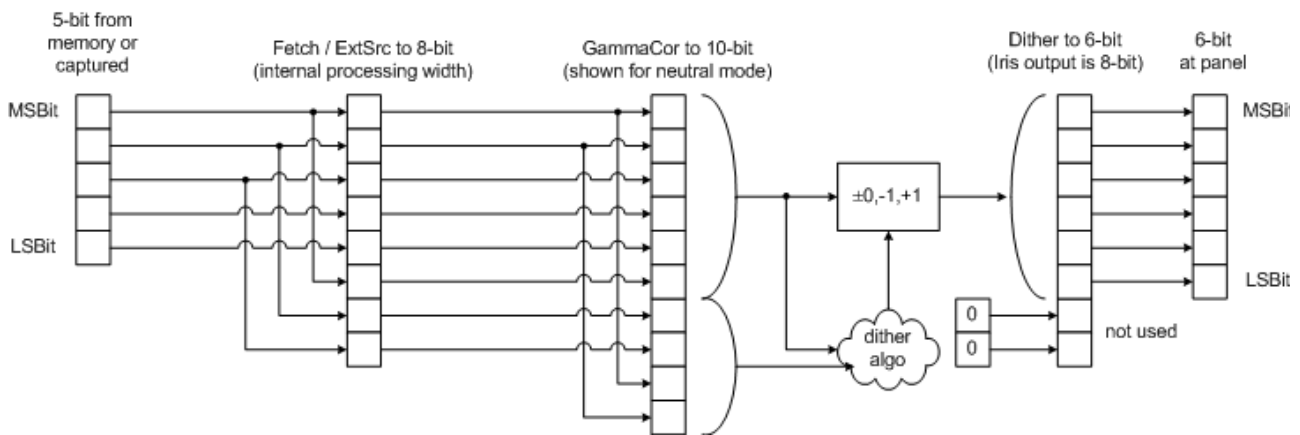 5-bit from
memory or
captured
Fetch / ExtSrc to 8-bit
(internal processing width)
GammaCor to 10-bit
(shown for neutral mode)
Dither to 6-bit
(Iris output is 8-bit)
6-bit
at panel
MSBit
MSBit
±0,-1,+1
LSBit
LSBit
0
not used
0
dither
algo